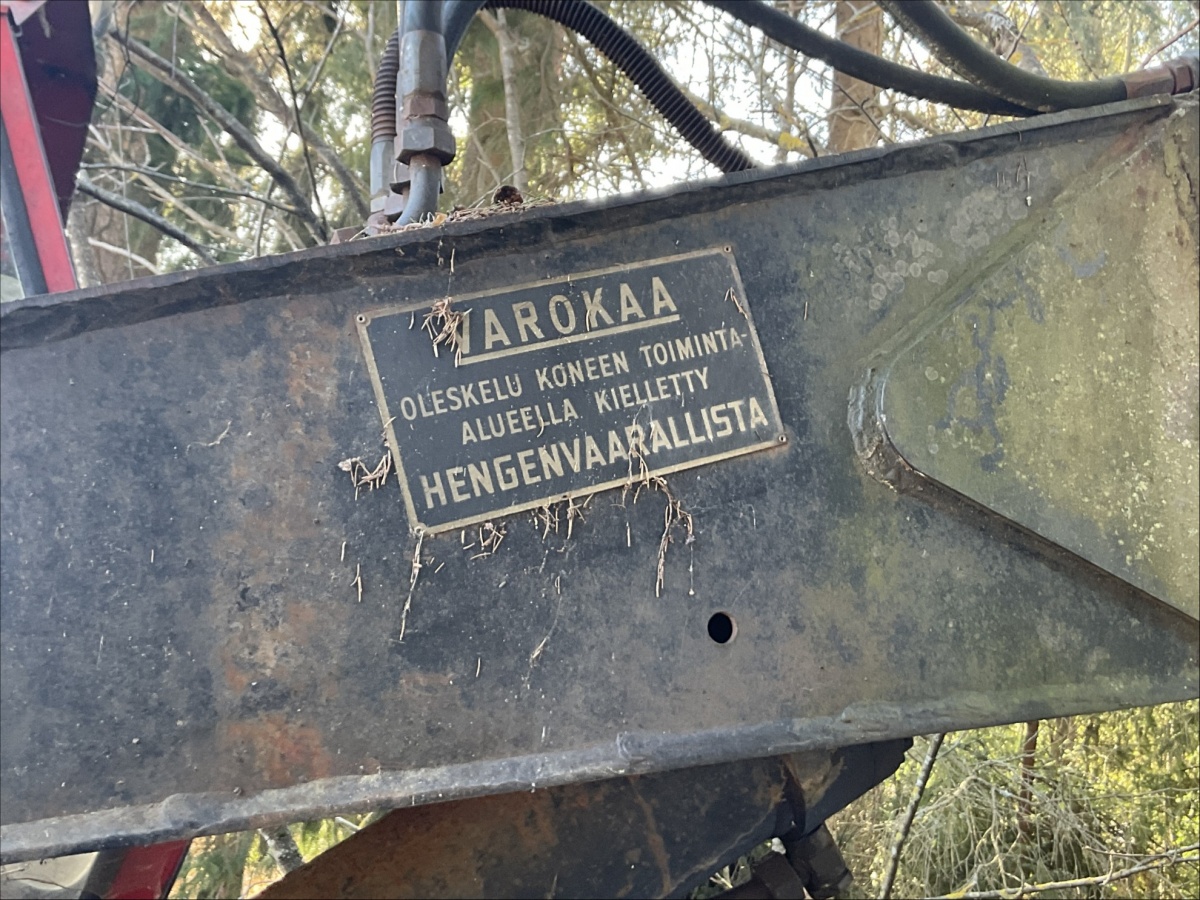 VAROKAA
OLESKELU KONEEN TOIMINTA-
ALUEELLA KIELLETTY
HENGENVAARALLISTA